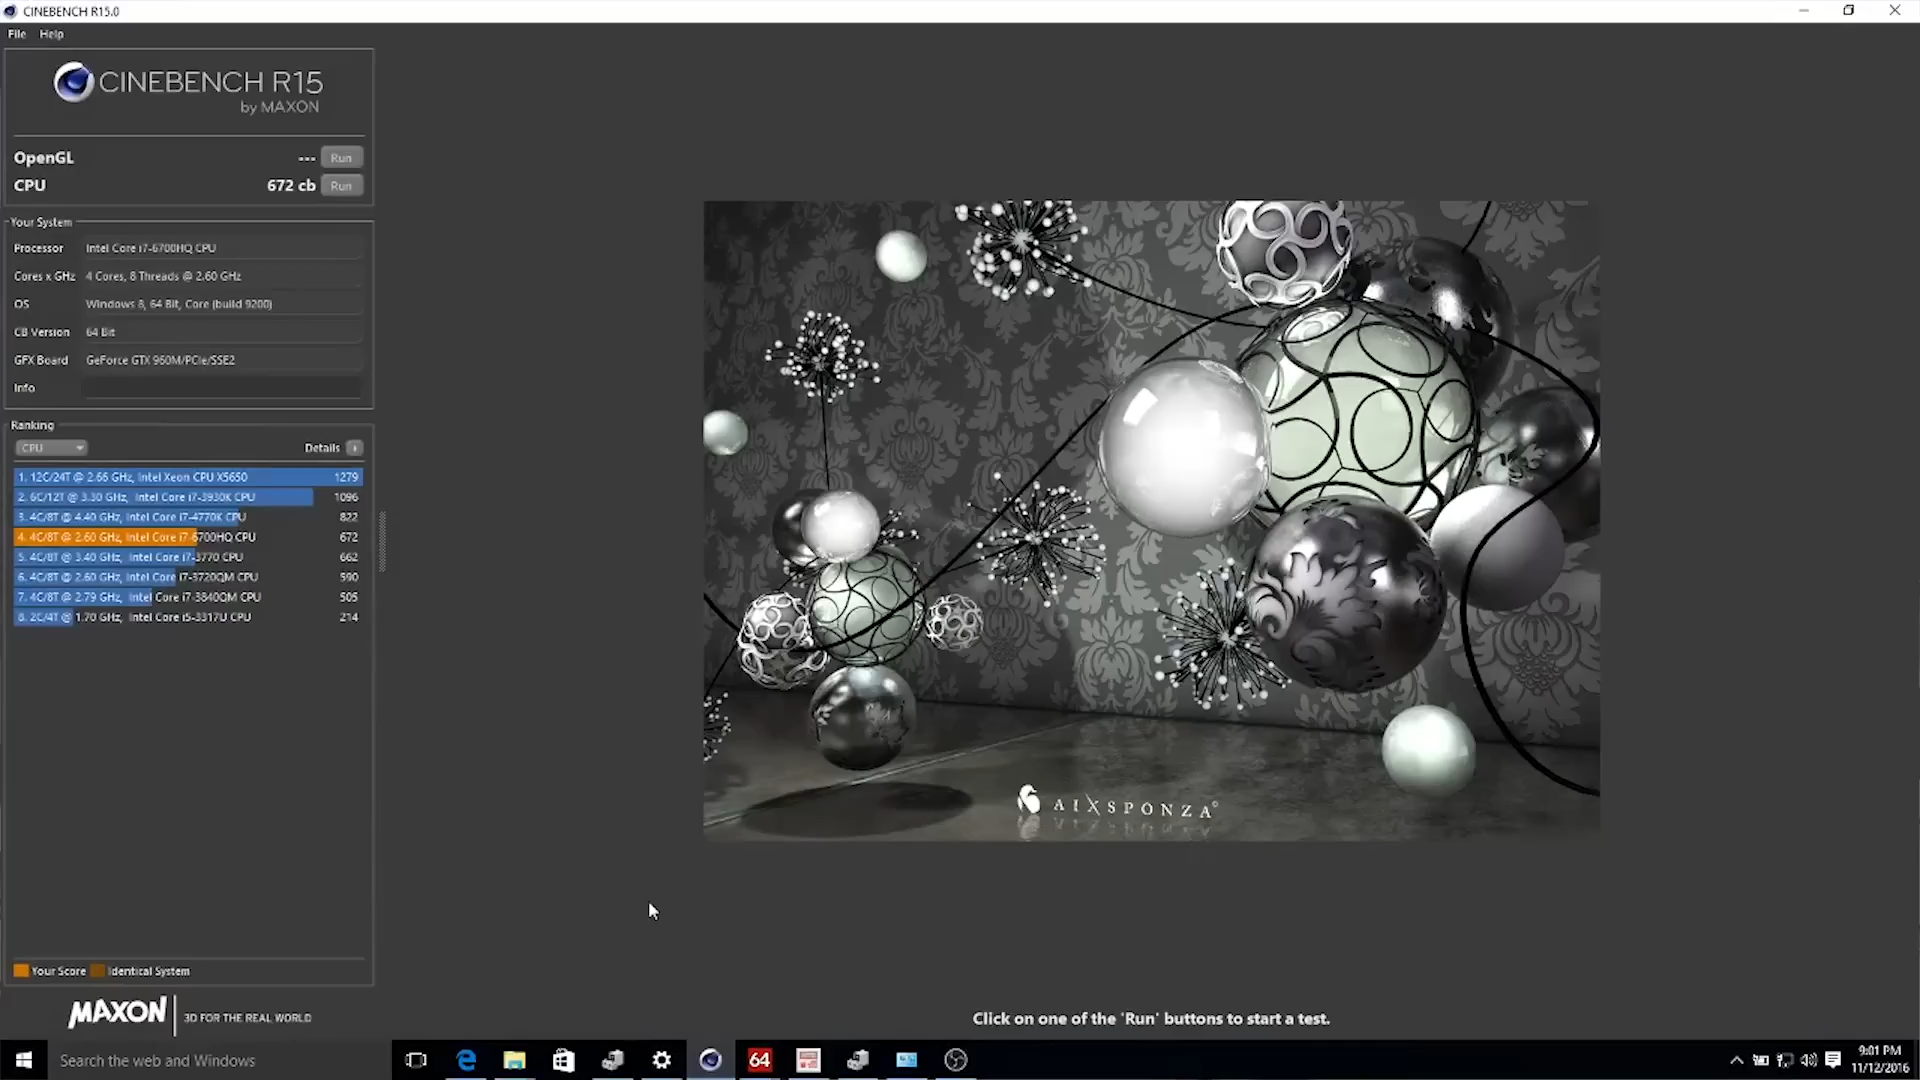 CINEBENCH R15.0
File Help
CINEBENCH R15
by MAXON
OpenGL --- Run
CPU 672 cb Run
Your System
Processor Intel Core i7-6700HQ CPU
Cores x GHz 4 Cores, 8 Threads @ 2.60 GHz
OS Windows 8, 64 Bit, Core (build 9200)
CB Version 64 Bit
GFX Board GeForce GTX 960M/PCIe/SSE2
Info
Ranking
CPU Details
1. 12C/24T @ 2.66 GHz, Intel Xeon CPU X5650 1279
2. 6C/12T @ 3.30 GHz, Intel Core i7-3930K CPU 1096
3. 4C/8T @ 4.40 GHz, Intel Core i7-4770K CPU 822
4. 4C/8T @ 2.60 GHz, Intel Core i7-6700HQ CPU 672
5. 4C/8T @ 3.40 GHz, Intel Core i7-3770 CPU 662
6. 4C/8T @ 2.60 GHz, Intel Core i7-3720QM CPU 590
7. 4C/8T @ 2.79 GHz, Intel Core i7-3840QM CPU 505
8. 2C/4T @ 1.70 GHz, Intel Core i5-3317U CPU 214
AIXSPONZA
Your Score Identical System
MAXON 3D FOR THE REAL WORLD
Click on one of the 'Run' buttons to start a test.
Search the web and Windows
64
9:01 PM
11/12/2016